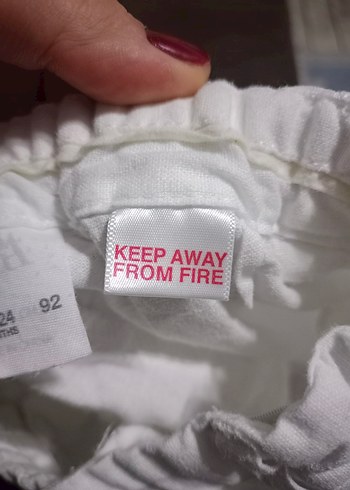 KEEP AWAY
FROM FIRE
24 92